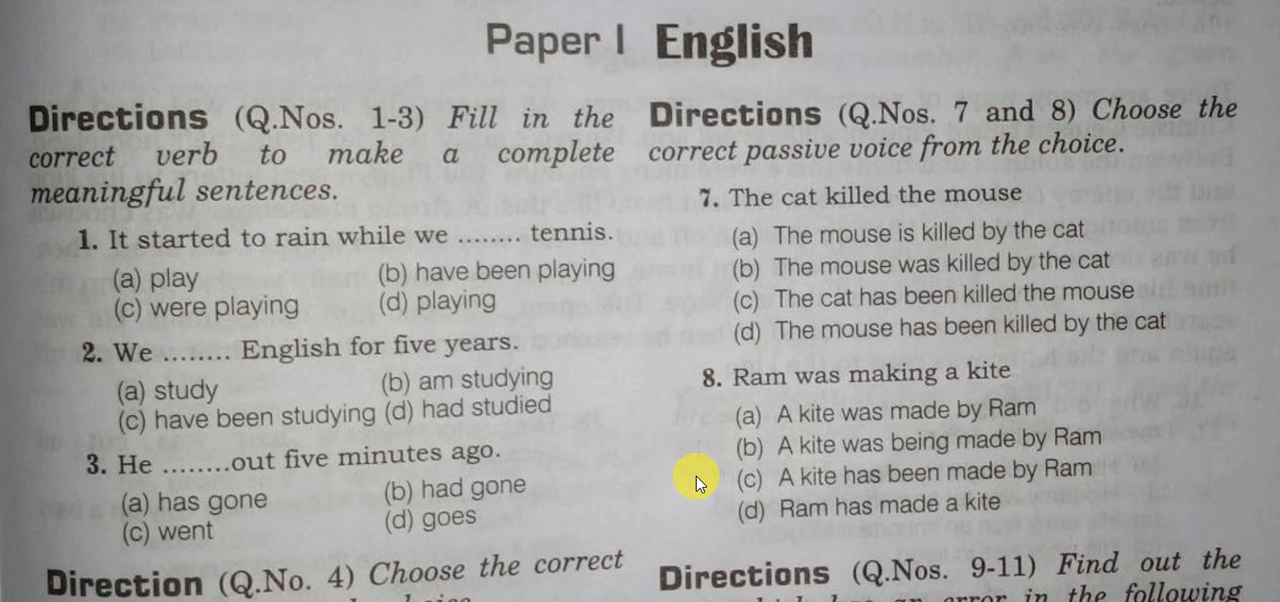 Paper I English
Directions (Q.Nos. 1-3) Fill in the
correct verb to make a complete
meaningful sentences.
1. It started to rain while we ........ tennis.
(a) play (b) have been playing
(c) were playing (d) playing
2. We ......... English for five years.
(a) study (b) am studying
(c) have been studying (d) had studied
3. He ........out five minutes ago.
(a) has gone (b) had gone
(c) went (d) goes
Direction (Q.No. 4) Choose the correct
Directions (Q.Nos. 7 and 8) Choose the
correct passive voice from the choice.
7. The cat killed the mouse
(a) The mouse is killed by the cat
(b) The mouse was killed by the cat
(c) The cat has been killed the mouse
(d) The mouse has been killed by the cat
8. Ram was making a kite
(a) A kite was made by Ram
(b) A kite was being made by Ram
(c) A kite has been made by Ram
(d) Ram has made a kite
Directions (Q.Nos. 9-11) Find out the
error in the following